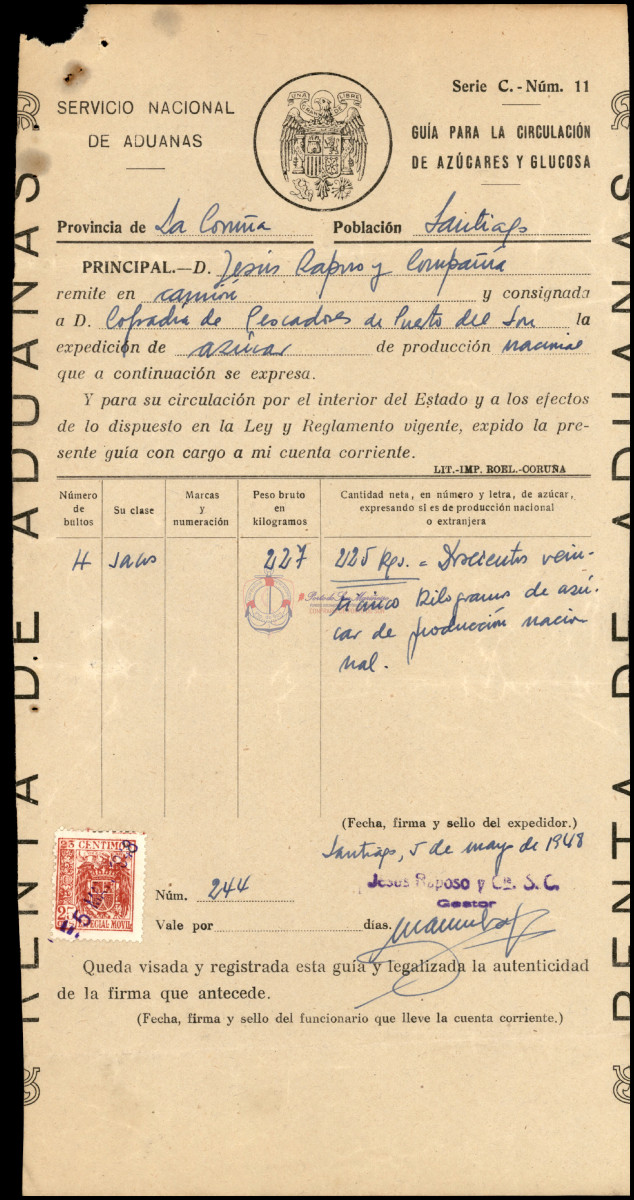 Serie C.-Núm. 11
SERVICIO NACIONAL
DE ADUANAS
UNA GRANDE LIBRE
GUÍA PARA LA CIRCULACIÓN
DE AZÚCARES Y GLUCOSA
Provincia de La Coruña Población Santiago
PRINCIPAL.—D. Jesús Raposo y Compañía
remite en camión y consignada
a D. Cofradía de Pescadores de Puerto del Son la
expedición de azúcar de producción nacional
que a continuación se expresa.
Y para su circulación por el interior del Estado y a los efectos
de lo dispuesto en la Ley y Reglamento vigente, expido la pre-
sente guía con cargo a mi cuenta corriente.
LIT.-IMP. ROEL.-CORUÑA
Número de bultos
Su clase
Marcas y numeración
Peso bruto en kilogramos
Cantidad neta, en número y letra, de azúcar, expresando si es de producción nacional o extranjera
4 sacos 227 225 Kgs. = Doscientos vein-
ticinco Kilogramos de azú-
car de producción nacio-
nal.
(Fecha, firma y sello del expedidor.)
Santiago, 5 de mayo de 1948
25 CENTIMOS
25 CTS ESPECIAL MOVIL
Núm. 244
Jesús Raposo y Cía. S. C.
Gestor
Vale por días.
Queda visada y registrada esta guía y legalizada la autenticidad
de la firma que antecede.
(Fecha, firma y sello del funcionario que lleve la cuenta corriente.)
RENTA DE ADUANAS
RENTA DE ADUANAS